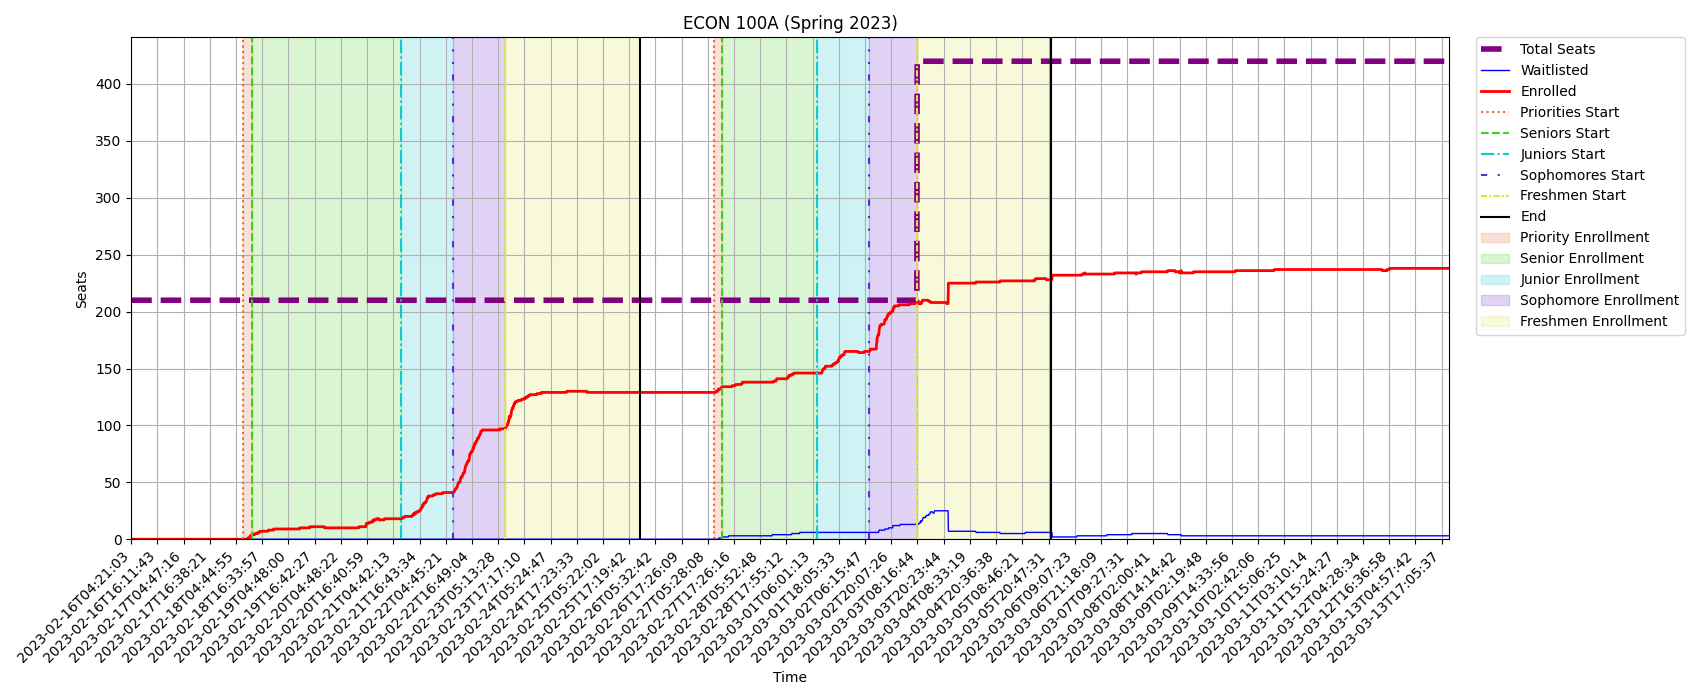 ECON 100A (Spring 2023)
Seats
400
350
300
250
200
150
100
50
0
2023-02-16T04:21:03
2023-02-16T16:11:43
2023-02-17T04:47:16
2023-02-17T16:38:21
2023-02-18T04:44:55
2023-02-18T16:33:57
2023-02-19T04:48:00
2023-02-19T16:42:27
2023-02-20T04:48:22
2023-02-20T16:40:59
2023-02-21T04:42:13
2023-02-21T16:43:34
2023-02-22T04:45:21
2023-02-22T16:49:04
2023-02-23T05:13:28
2023-02-23T17:17:10
2023-02-24T05:24:47
2023-02-24T17:23:33
2023-02-25T05:22:02
2023-02-25T17:19:42
2023-02-26T05:32:42
2023-02-26T17:26:09
2023-02-27T05:28:08
2023-02-27T17:26:16
2023-02-28T05:52:48
2023-02-28T17:55:12
2023-03-01T06:01:13
2023-03-01T18:05:33
2023-03-02T06:15:47
2023-03-02T20:07:26
2023-03-03T08:16:44
2023-03-03T20:23:44
2023-03-04T08:33:19
2023-03-04T20:36:38
2023-03-05T08:46:21
2023-03-05T20:47:31
2023-03-06T09:07:23
2023-03-06T21:18:09
2023-03-07T09:27:31
2023-03-08T02:00:41
2023-03-08T14:14:42
2023-03-09T02:19:48
2023-03-09T14:33:56
2023-03-10T02:42:06
2023-03-10T15:06:25
2023-03-11T03:10:14
2023-03-11T15:24:27
2023-03-12T04:28:34
2023-03-12T16:36:58
2023-03-13T04:57:42
2023-03-13T17:05:37
Time
Total Seats
Waitlisted
Enrolled
Priorities Start
Seniors Start
Juniors Start
Sophomores Start
Freshmen Start
End
Priority Enrollment
Senior Enrollment
Junior Enrollment
Sophomore Enrollment
Freshmen Enrollment